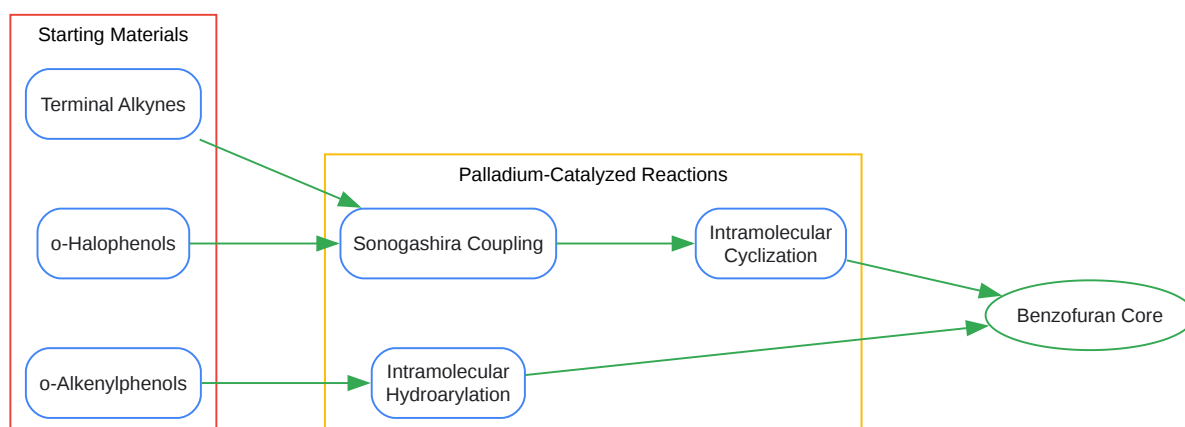 Starting Materials
Terminal Alkynes
Palladium-Catalyzed Reactions
o-Halophenols
Sonogashira Coupling
Intramolecular
Cyclization
Benzofuran Core
o-Alkenylphenols
Intramolecular
Hydroarylation